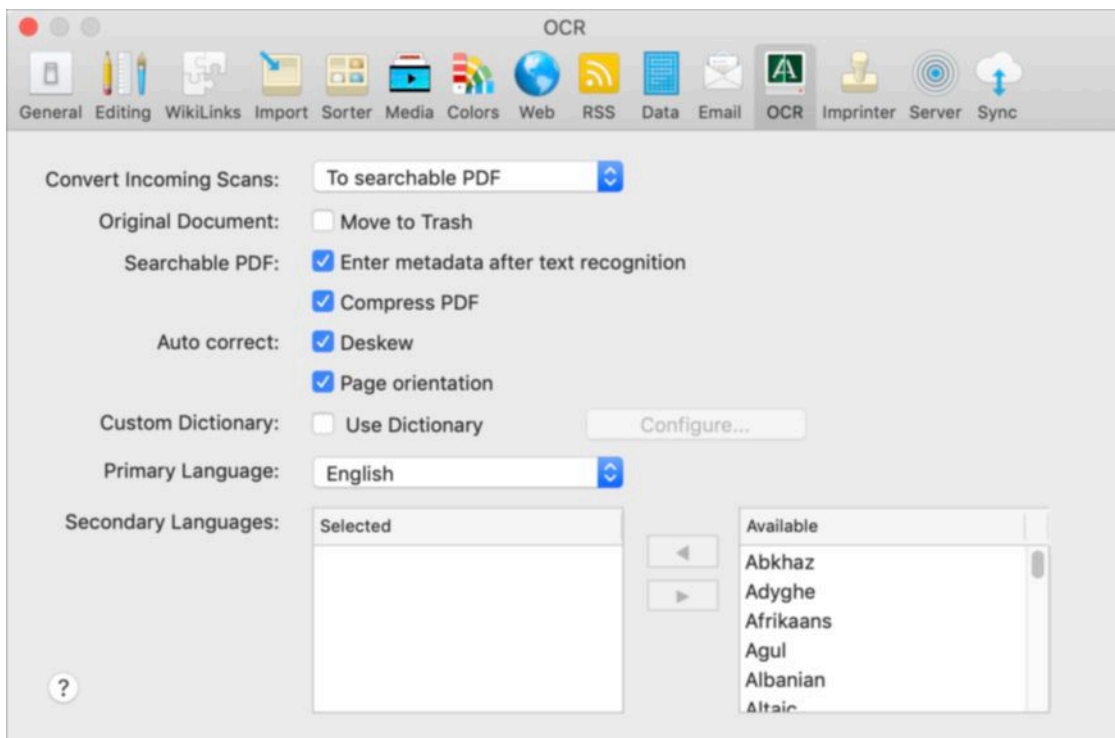 OCR
General Editing WikiLinks Import Sorter Media Colors Web RSS Data Email OCR Imprinter Server Sync
Convert Incoming Scans: To searchable PDF
Original Document: Move to Trash
Searchable PDF: Enter metadata after text recognition
Compress PDF
Auto correct: Deskew
Page orientation
Custom Dictionary: Use Dictionary Configure...
Primary Language: English
Secondary Languages: Selected Available
Abkhaz
Adyghe
Afrikaans
Agul
Albanian
Altaic
?